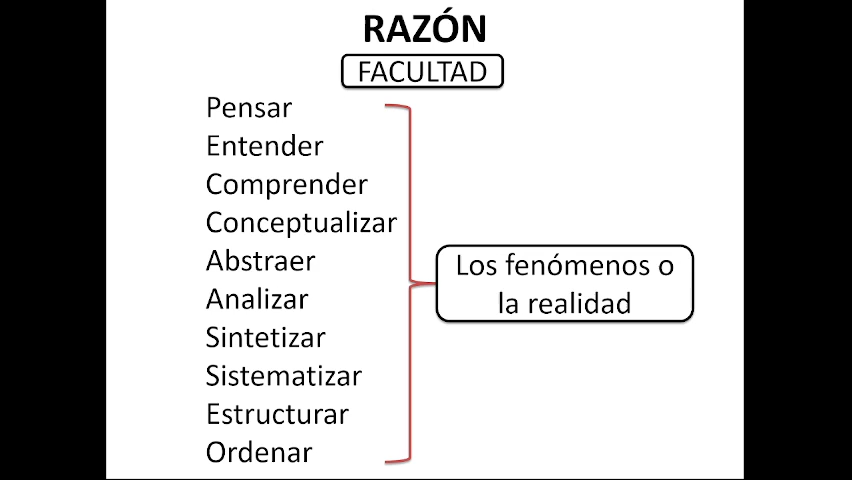 RAZÓN
FACULTAD
Pensar
Entender
Comprender
Conceptualizar
Abstraer
Analizar
Sintetizar
Sistematizar
Estructurar
Ordenar
Los fenómenos o
la realidad